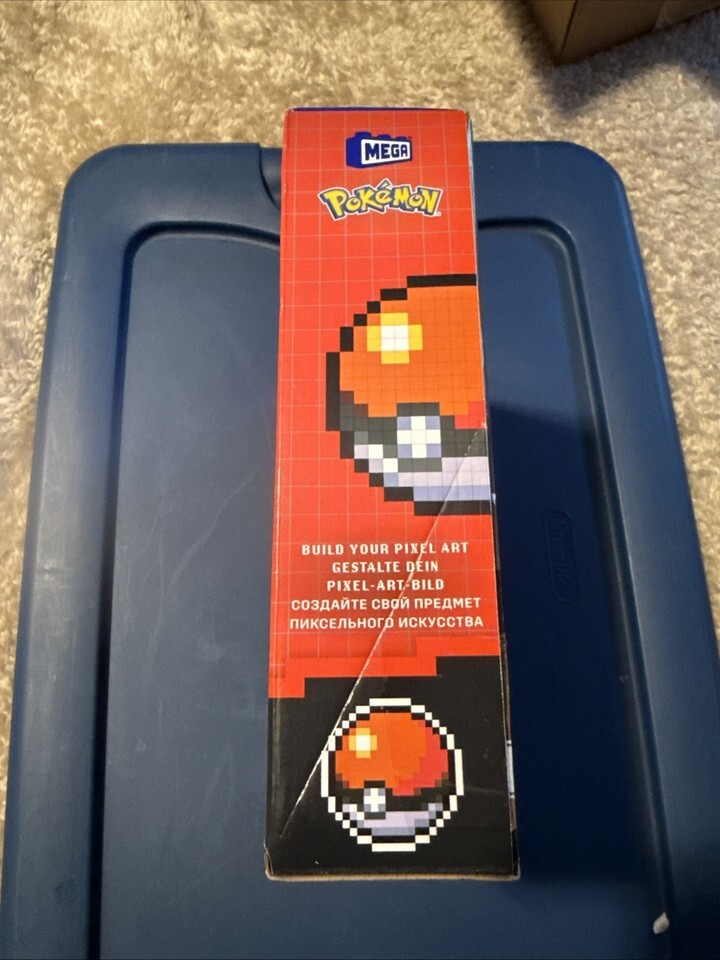 MEGA
POKéMON
BUILD YOUR PIXEL ART
GESTALTE DEIN
PIXEL-ART-BILD
СОЗДАЙТЕ СВОЙ ПРЕДМЕТ
ПИКСЕЛЬНОГО ИСКУССТВА